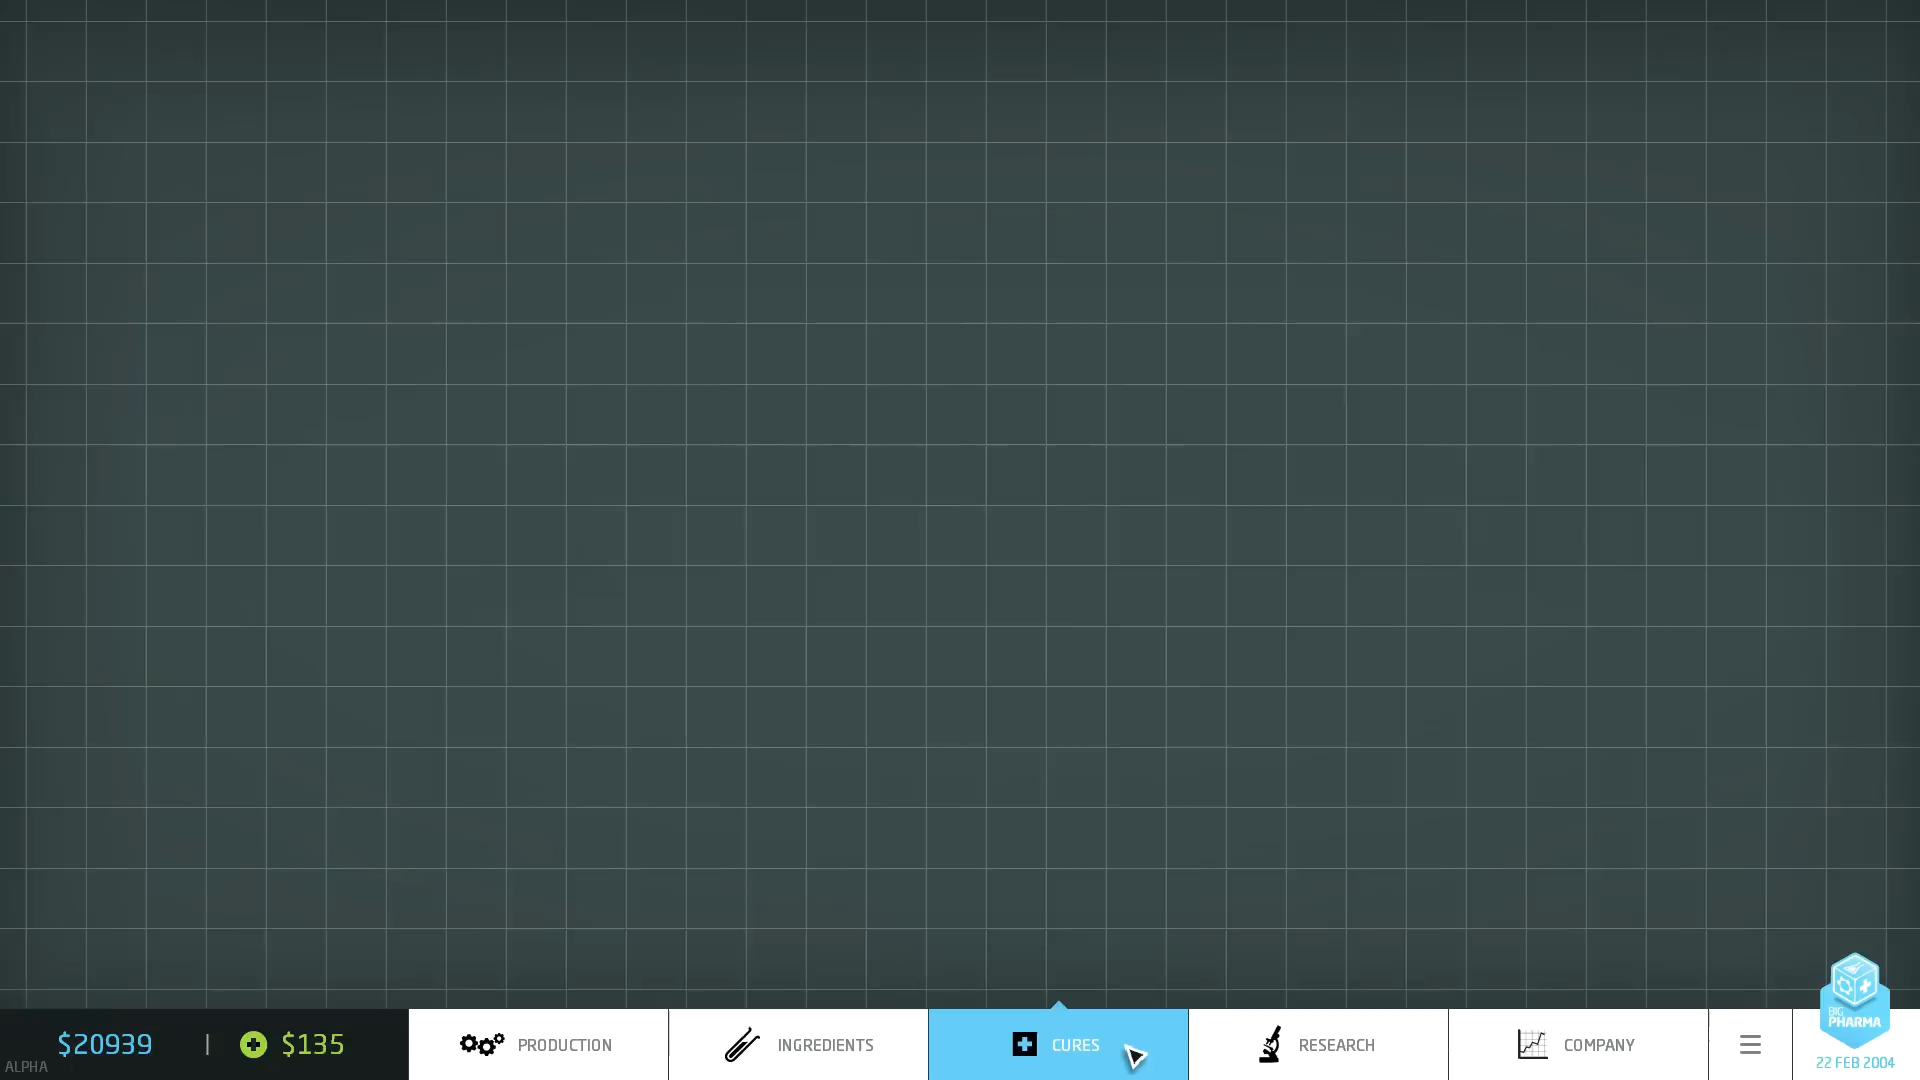 $20939 | $135
ALPHA
PRODUCTION
INGREDIENTS
CURES
RESEARCH
COMPANY
BIG
PHARMA
22 FEB 2004